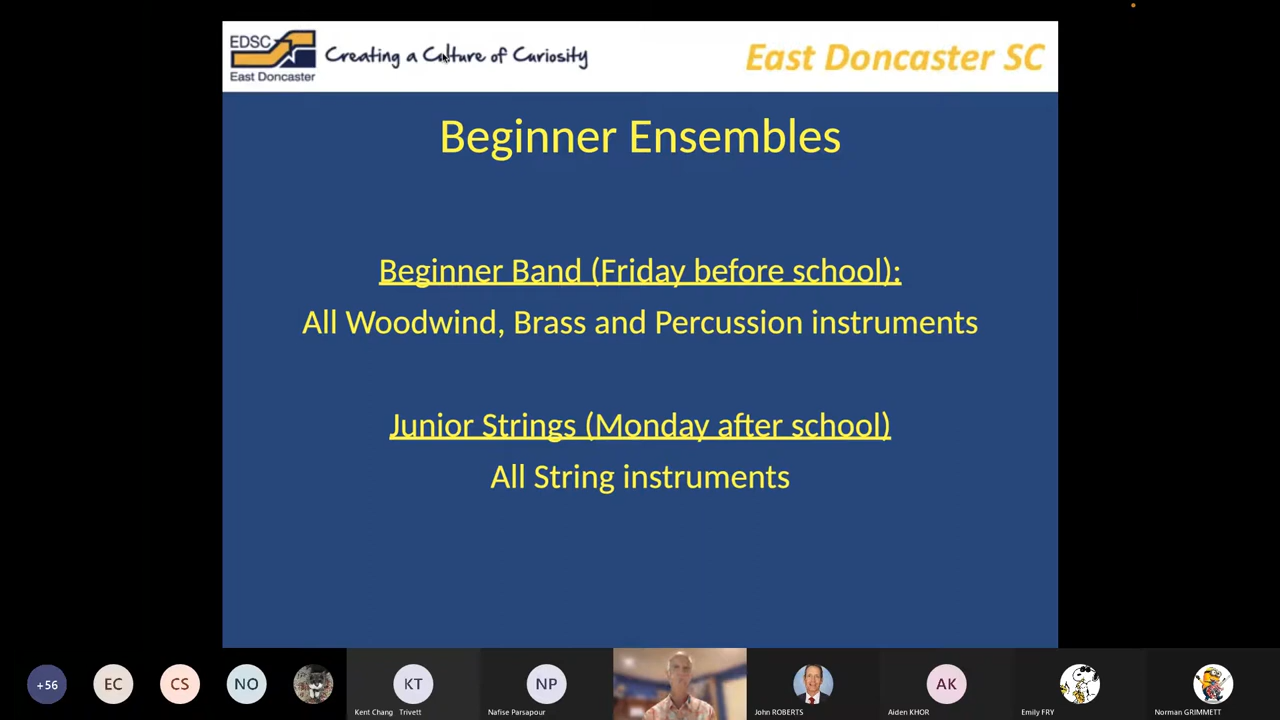 EDSC
East Doncaster
Creating a Culture of Curiosity
East Doncaster SC
Beginner Ensembles
Beginner Band (Friday before school):
All Woodwind, Brass and Percussion instruments
Junior Strings (Monday after school)
All String instruments
+56
EC
CS
NO
KT
Kent Chang Trivett
NP
Nafise Parsapour
John ROBERTS
AK
Aiden KHOR
Emily FRY
Norman GRIMMETT